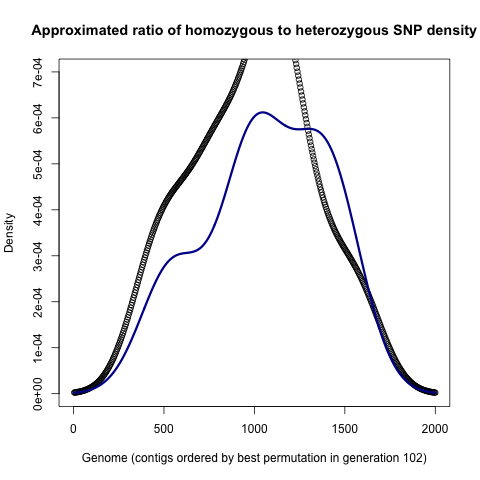 Approximated ratio of homozygous to heterozygous SNP density
7e-04
6e-04
5e-04
4e-04
3e-04
2e-04
1e-04
0e+00
Density
0 500 1000 1500 2000
Genome (contigs ordered by best permutation in generation 102)